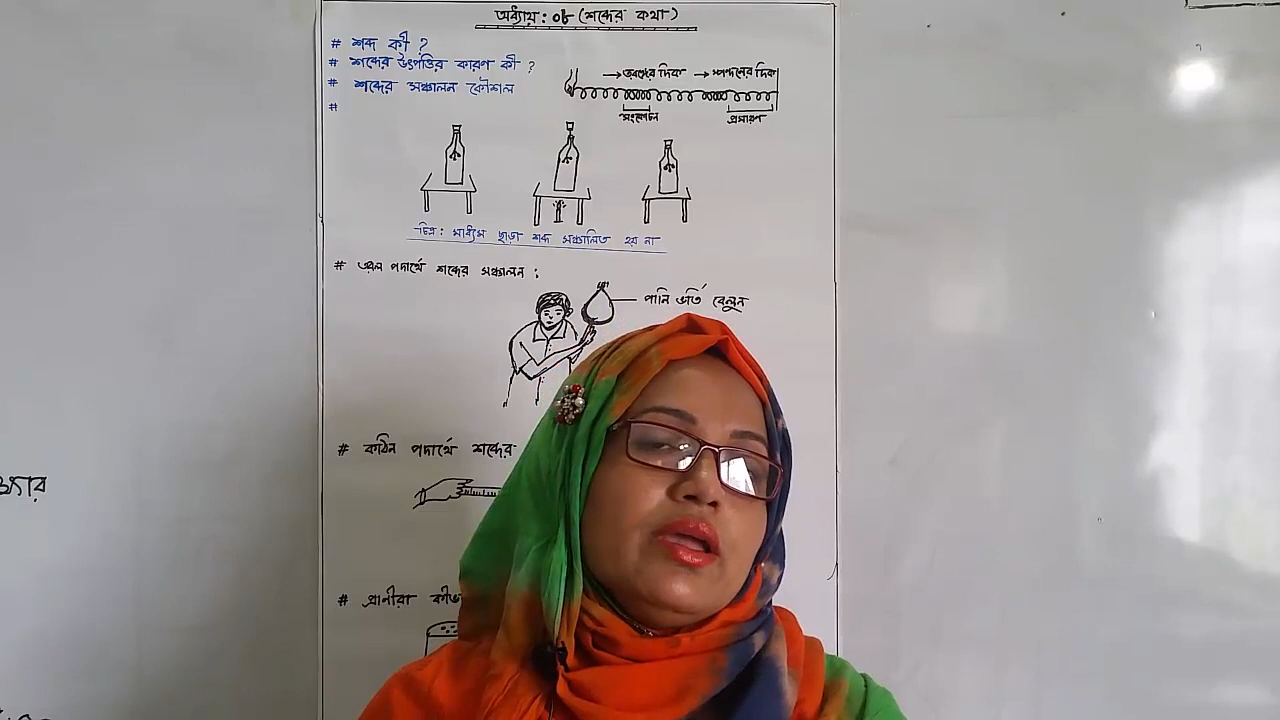 অধ্যায় : ০৮ (শব্দের কথা)
# শব্দ কী ?
# শব্দের উৎপত্তির কারণ কী ?
# শব্দের সঞ্চালন কৌশল
#
→ তরঙ্গের দিক → স্পন্দনের দিক
সংকোচন প্রসারণ
চিত্র : মাধ্যম ছাড়া শব্দ সঞ্চালিত হয় না
# তরল পদার্থে শব্দের সঞ্চালন :
পানি ভর্তি বেলুন
# কঠিন পদার্থে শব্দের
# প্রানীরা